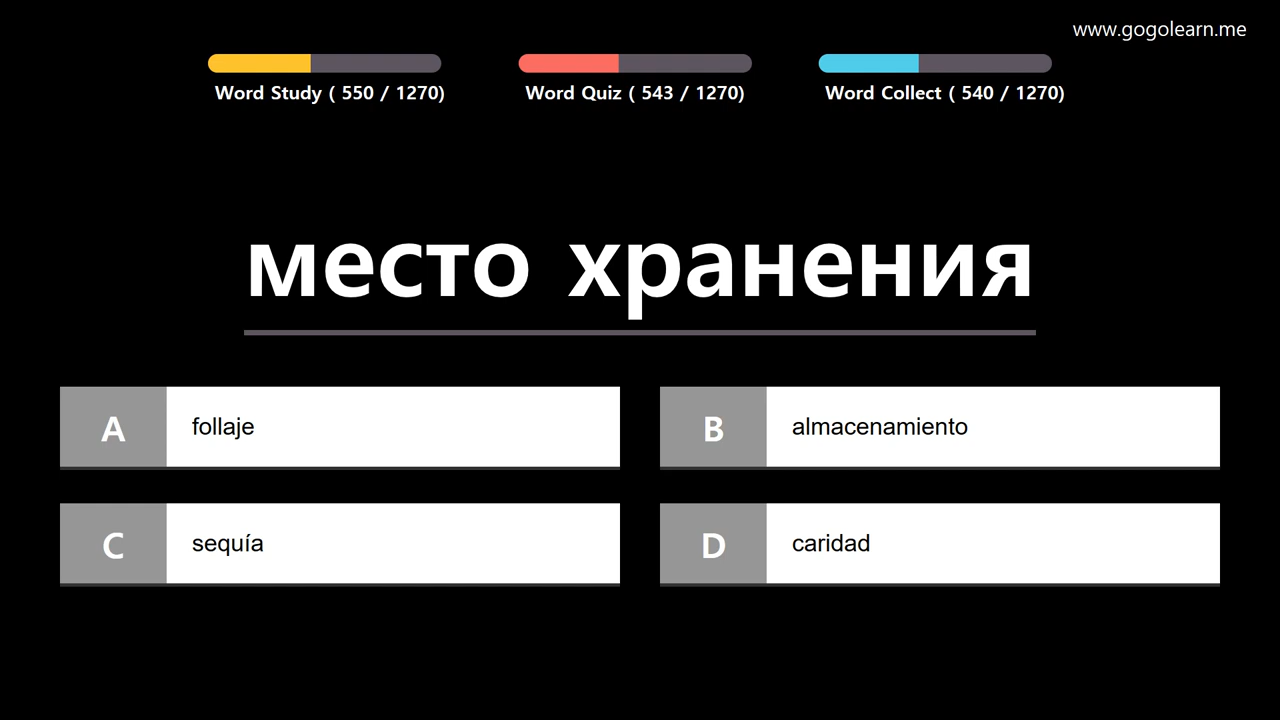 www.gogolearn.me
Word Study ( 550 / 1270)
Word Quiz ( 543 / 1270)
Word Collect ( 540 / 1270)
место хранения
A follaje
B almacenamiento
C sequía
D caridad